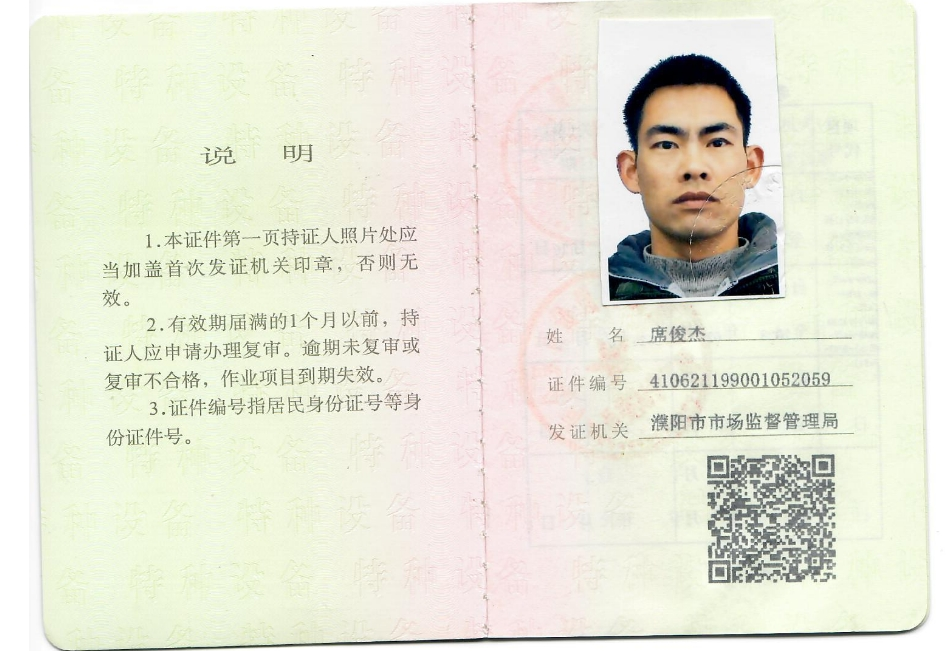 说 明
1.本证件第一页持证人照片处应
当加盖首次发证机关印章，否则无
效。
2.有效期届满的1个月以前，持
证人应申请办理复审。逾期未复审或
复审不合格，作业项目到期失效。
3.证件编号指居民身份证号等身
份证件号。
姓 名 席俊杰
证件编号 410621199001052059
发证机关 濮阳市市场监督管理局